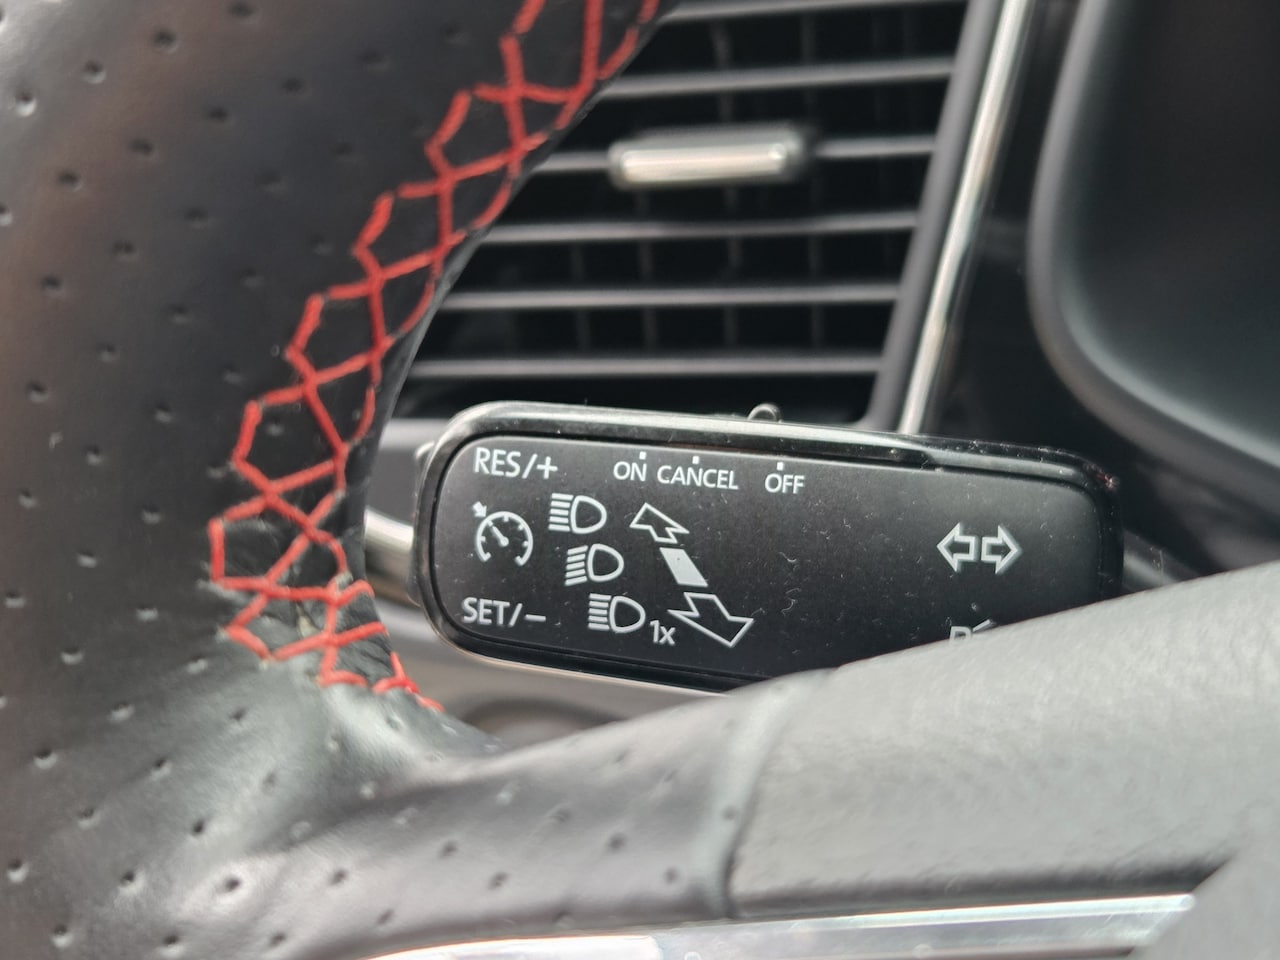 RES/+ ON CANCEL OFF
SET/−
1x